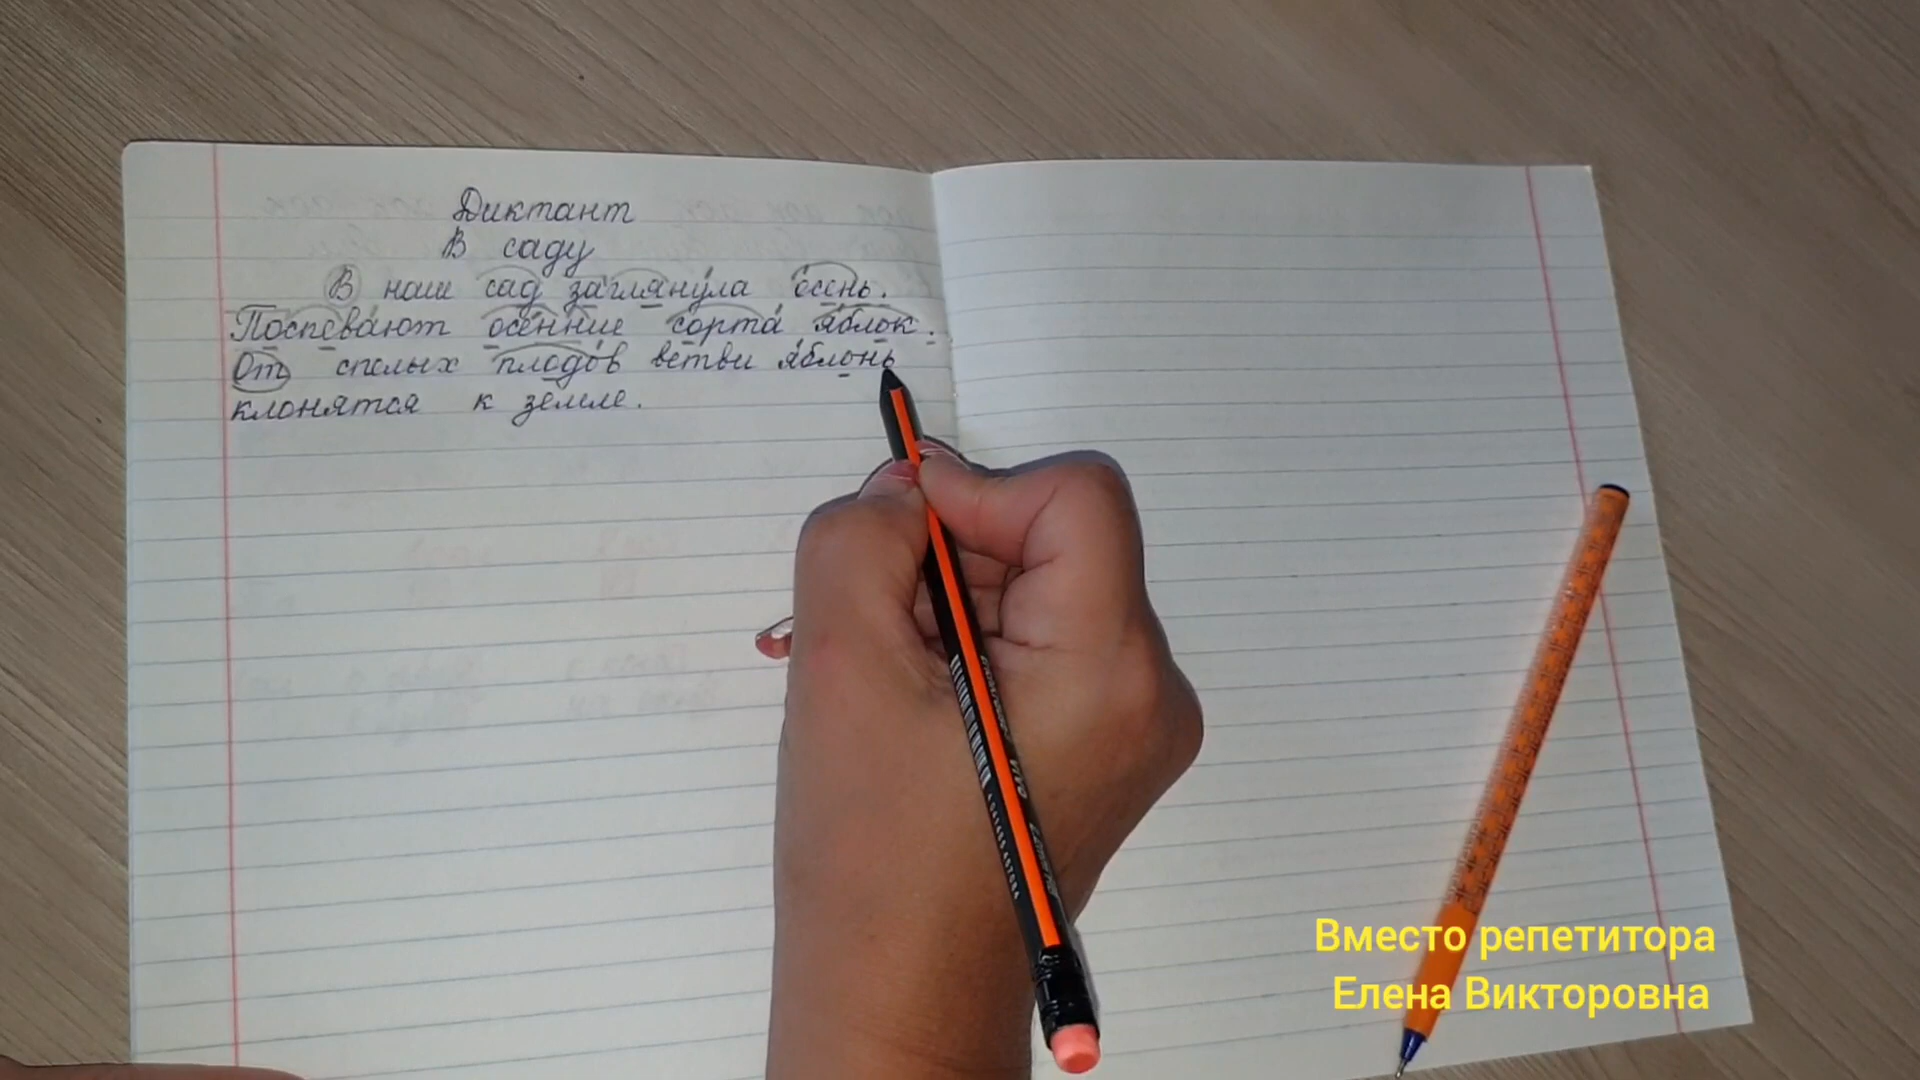 Диктант
В саду
В наш сад заглянула осень.
Поспевают осенние сорта яблок.
От спелых плодов ветви яблонь
клонятся к земле.
Вместо репетитора
Елена Викторовна